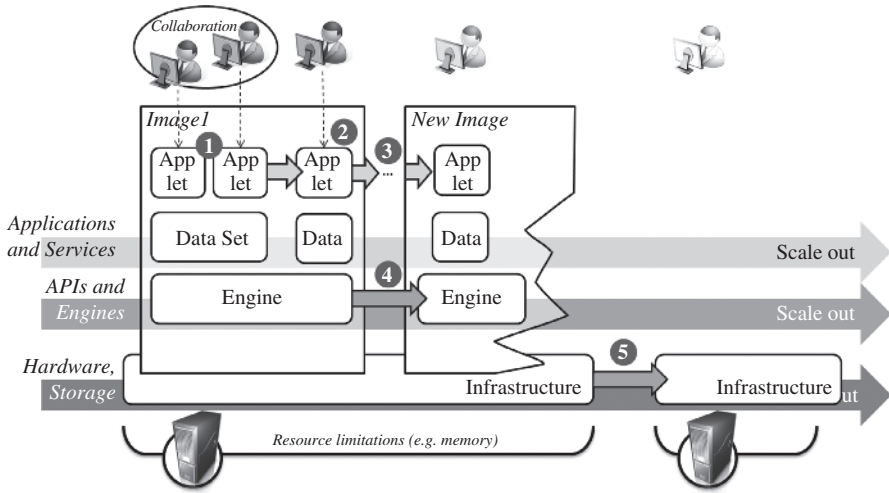 Collaboration
Image1
New Image
1
2
3
...
App
let
App
let
App
let
App
let
Applications
and Services
Data Set
Data
Data
Scale out
APIs and
Engines
Engine
4
Engine
Scale out
Hardware,
Storage
Infrastructure
5
Infrastructure
out
Resource limitations (e.g. memory)